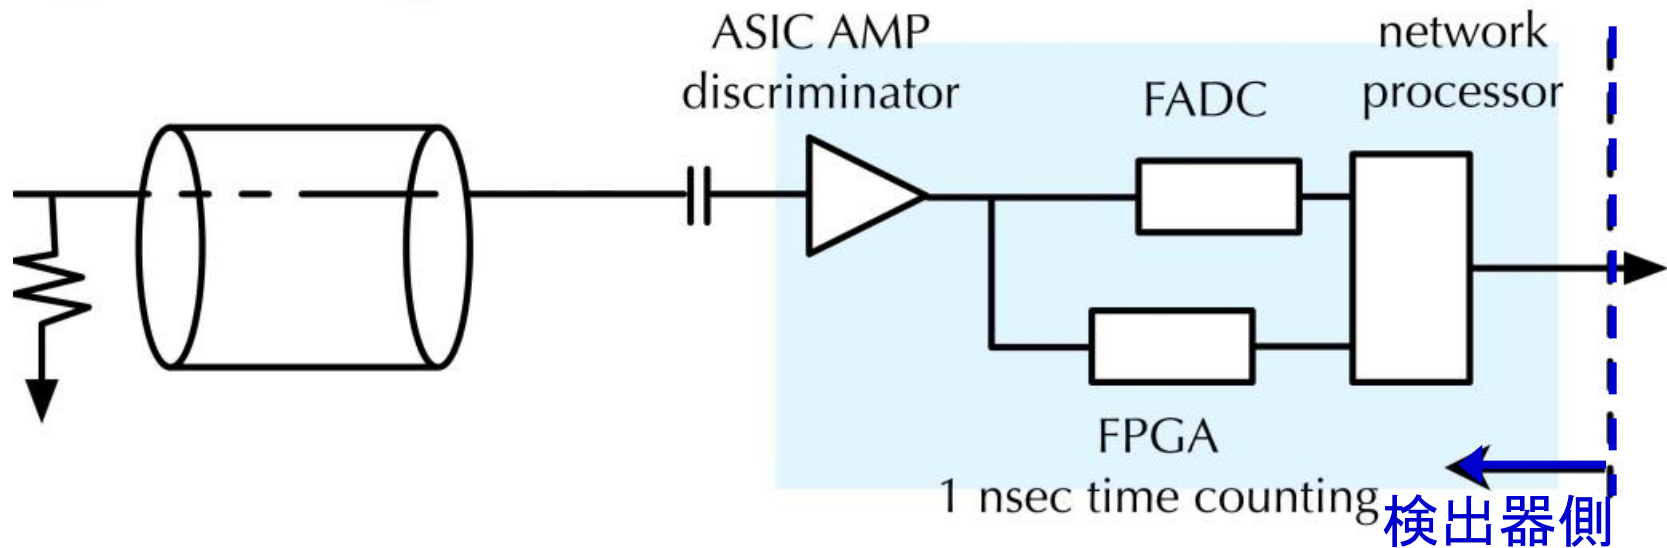 ASIC AMP
discriminator
FADC
network
processor
FPGA
1 nsec time counting
検出器側